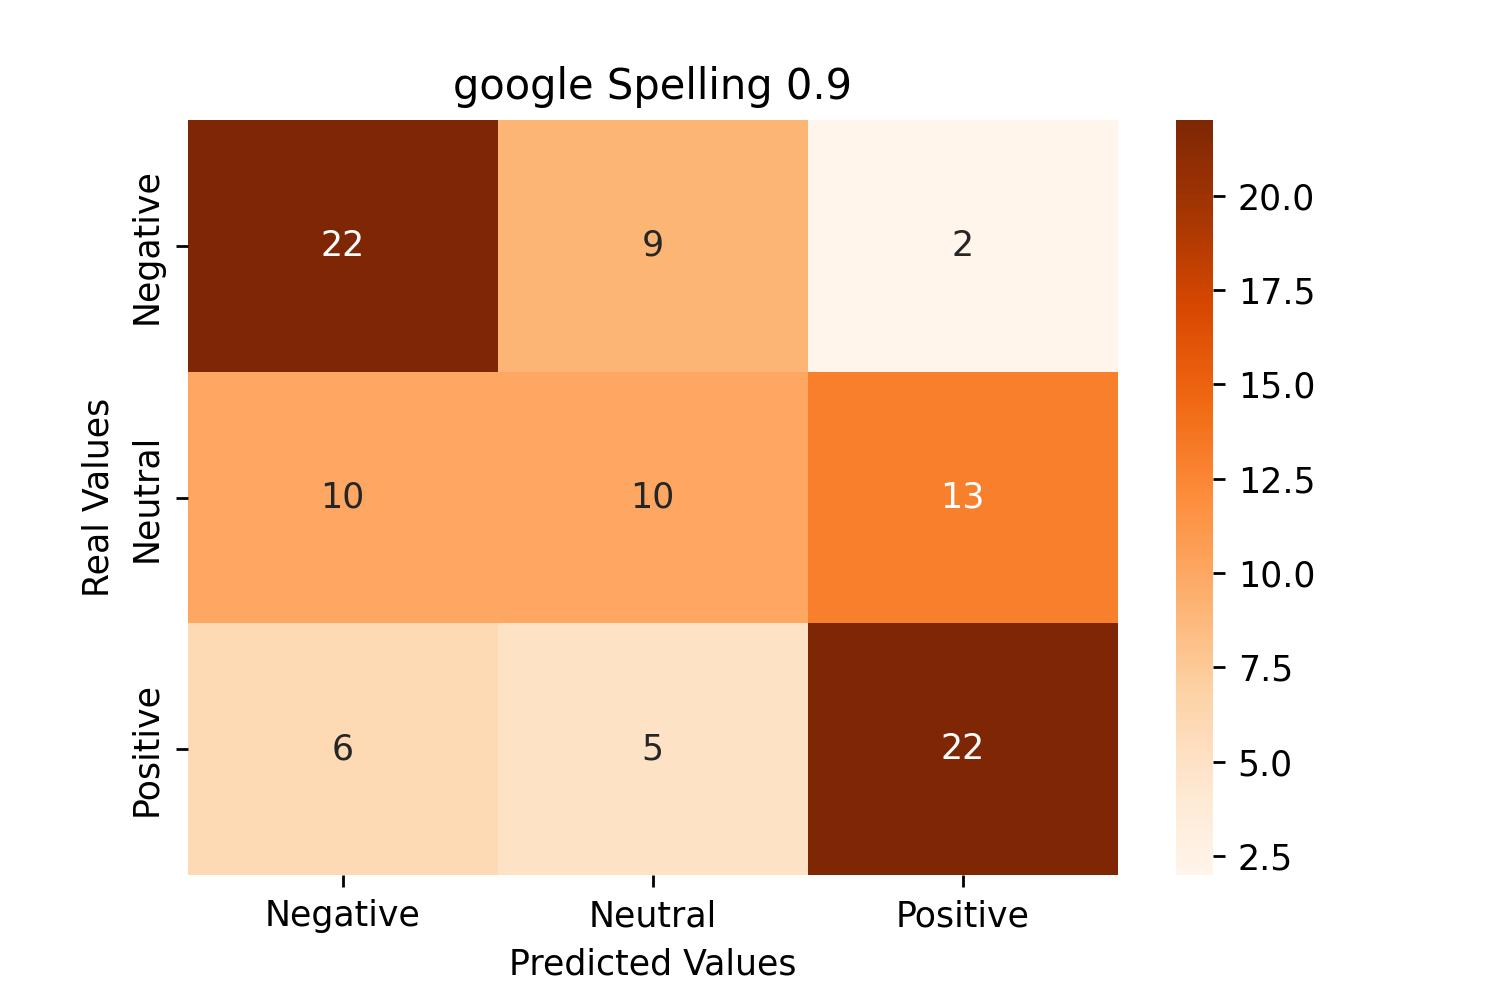 google Spelling 0.9
Real Values
Negative
22 9 2
Neutral
10 10 13
Positive
6 5 22
Negative Neutral Positive
Predicted Values
20.0
17.5
15.0
12.5
10.0
7.5
5.0
2.5